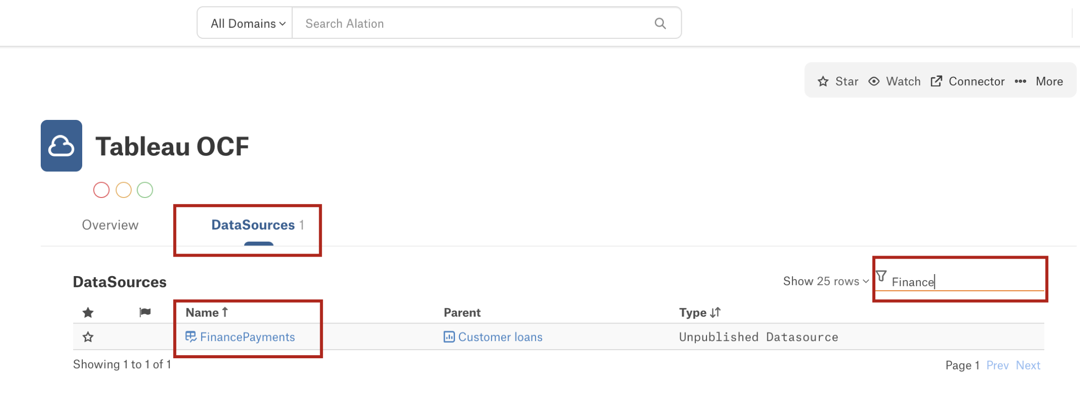 All Domains Search Alation
Star Watch Connector More
Tableau OCF
Overview DataSources 1
DataSources Show 25 rows Finance
Name Parent Type
FinancePayments Customer loans Unpublished Datasource
Showing 1 to 1 of 1 Page 1 Prev Next